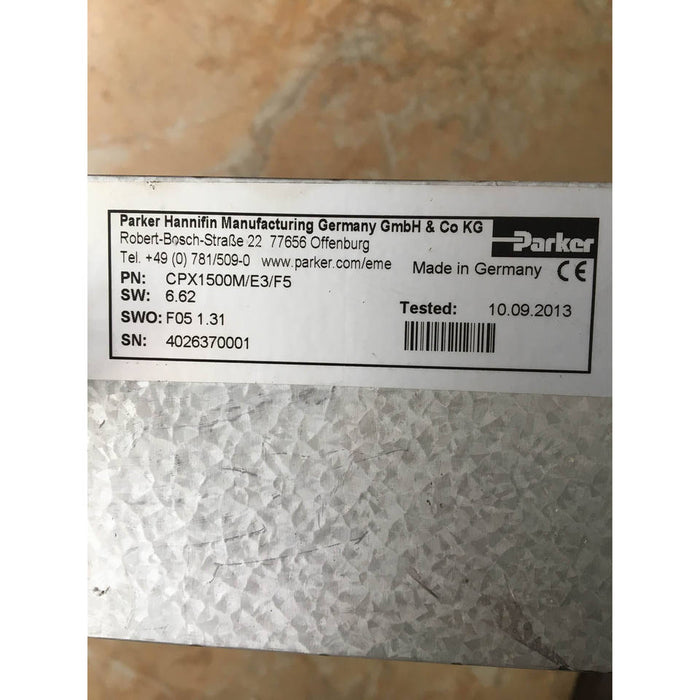 Parker Hannifin Manufacturing Germany GmbH & Co KG
Robert-Bosch-Straße 22 77656 Offenburg
Tel. +49 (0) 781/509-0 www.parker.com/eme
Parker
Made in Germany CE
PN: CPX1500M/E3/F5
SW: 6.62
SWO: F05 1.31
SN: 4026370001
Tested: 10.09.2013